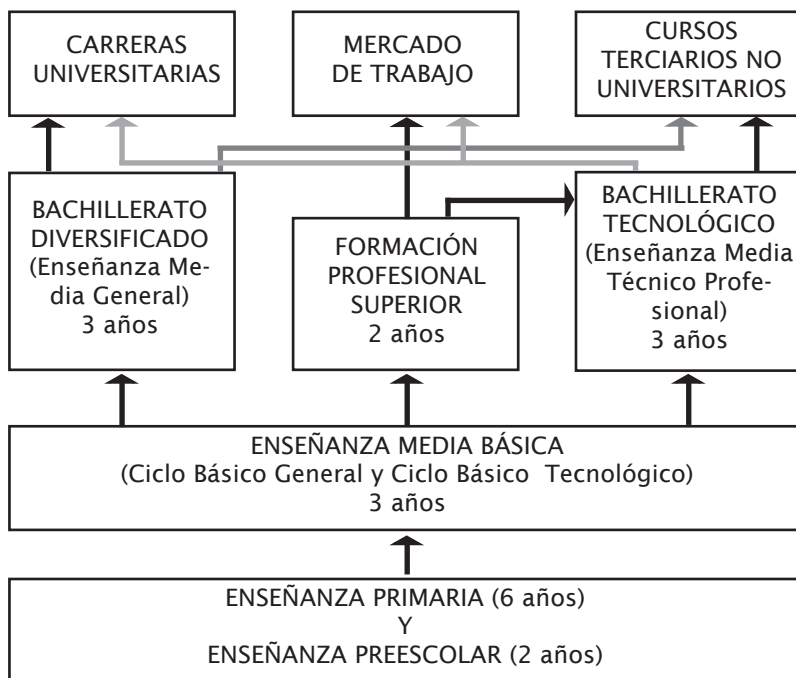 CARRERAS
UNIVERSITARIAS
MERCADO
DE TRABAJO
CURSOS
TERCIARIOS NO
UNIVERSITARIOS
BACHILLERATO
DIVERSIFICADO
(Enseñanza Me-
dia General)
3 años
FORMACIÓN
PROFESIONAL
SUPERIOR
2 años
BACHILLERATO
TECNOLÓGICO
(Enseñanza Media
Técnico Profe-
sional)
3 años
ENSEÑANZA MEDIA BÁSICA
(Ciclo Básico General y Ciclo Básico  Tecnológico)
3 años
ENSEÑANZA PRIMARIA (6 años)
Y
ENSEÑANZA PREESCOLAR (2 años)